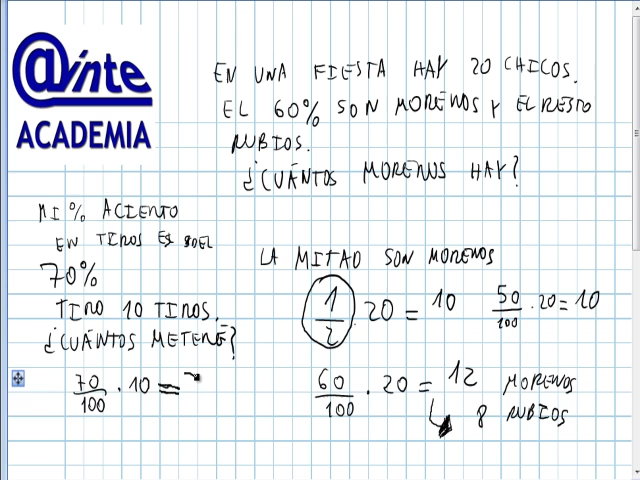 @inte
ACADEMIA
EN UNA FIESTA HAY 20 CHICOS.
EL 60% SON MORENOS Y EL RESTO
RUBIOS.
¿CUÁNTOS MORENOS HAY?
MI % ACIENTO
EN TIROS ES DEL
70%
TIRO 10 TIROS.
¿CUÁNTOS METERÉ?
70/100 · 10 =
LA MITAD SON MORENOS
1/2 · 20 = 10
50/100 · 20 = 10
60/100 · 20 = 12 MORENOS
8 RUBIOS